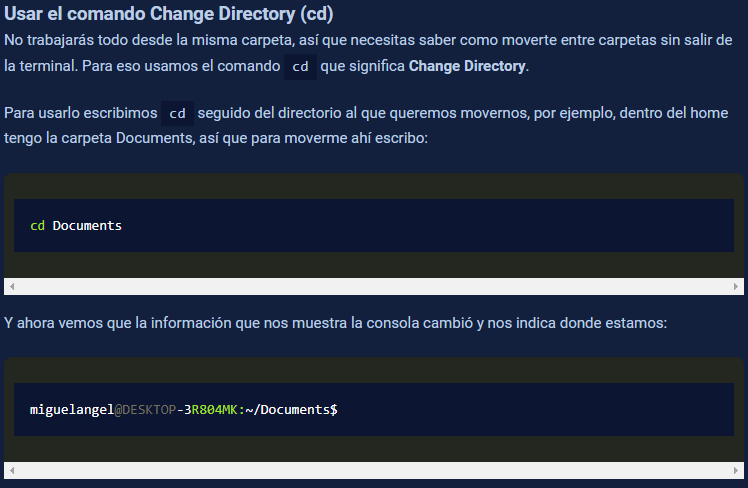 Usar el comando Change Directory (cd)
No trabajarás todo desde la misma carpeta, así que necesitas saber como moverte entre carpetas sin salir de
la terminal. Para eso usamos el comando cd que significa Change Directory.
Para usarlo escribimos cd seguido del directorio al que queremos movernos, por ejemplo, dentro del home
tengo la carpeta Documents, así que para moverme ahí escribo:
cd Documents
Y ahora vemos que la información que nos muestra la consola cambió y nos indica donde estamos:
miguelangel@DESKTOP-3R804MK:~/Documents$